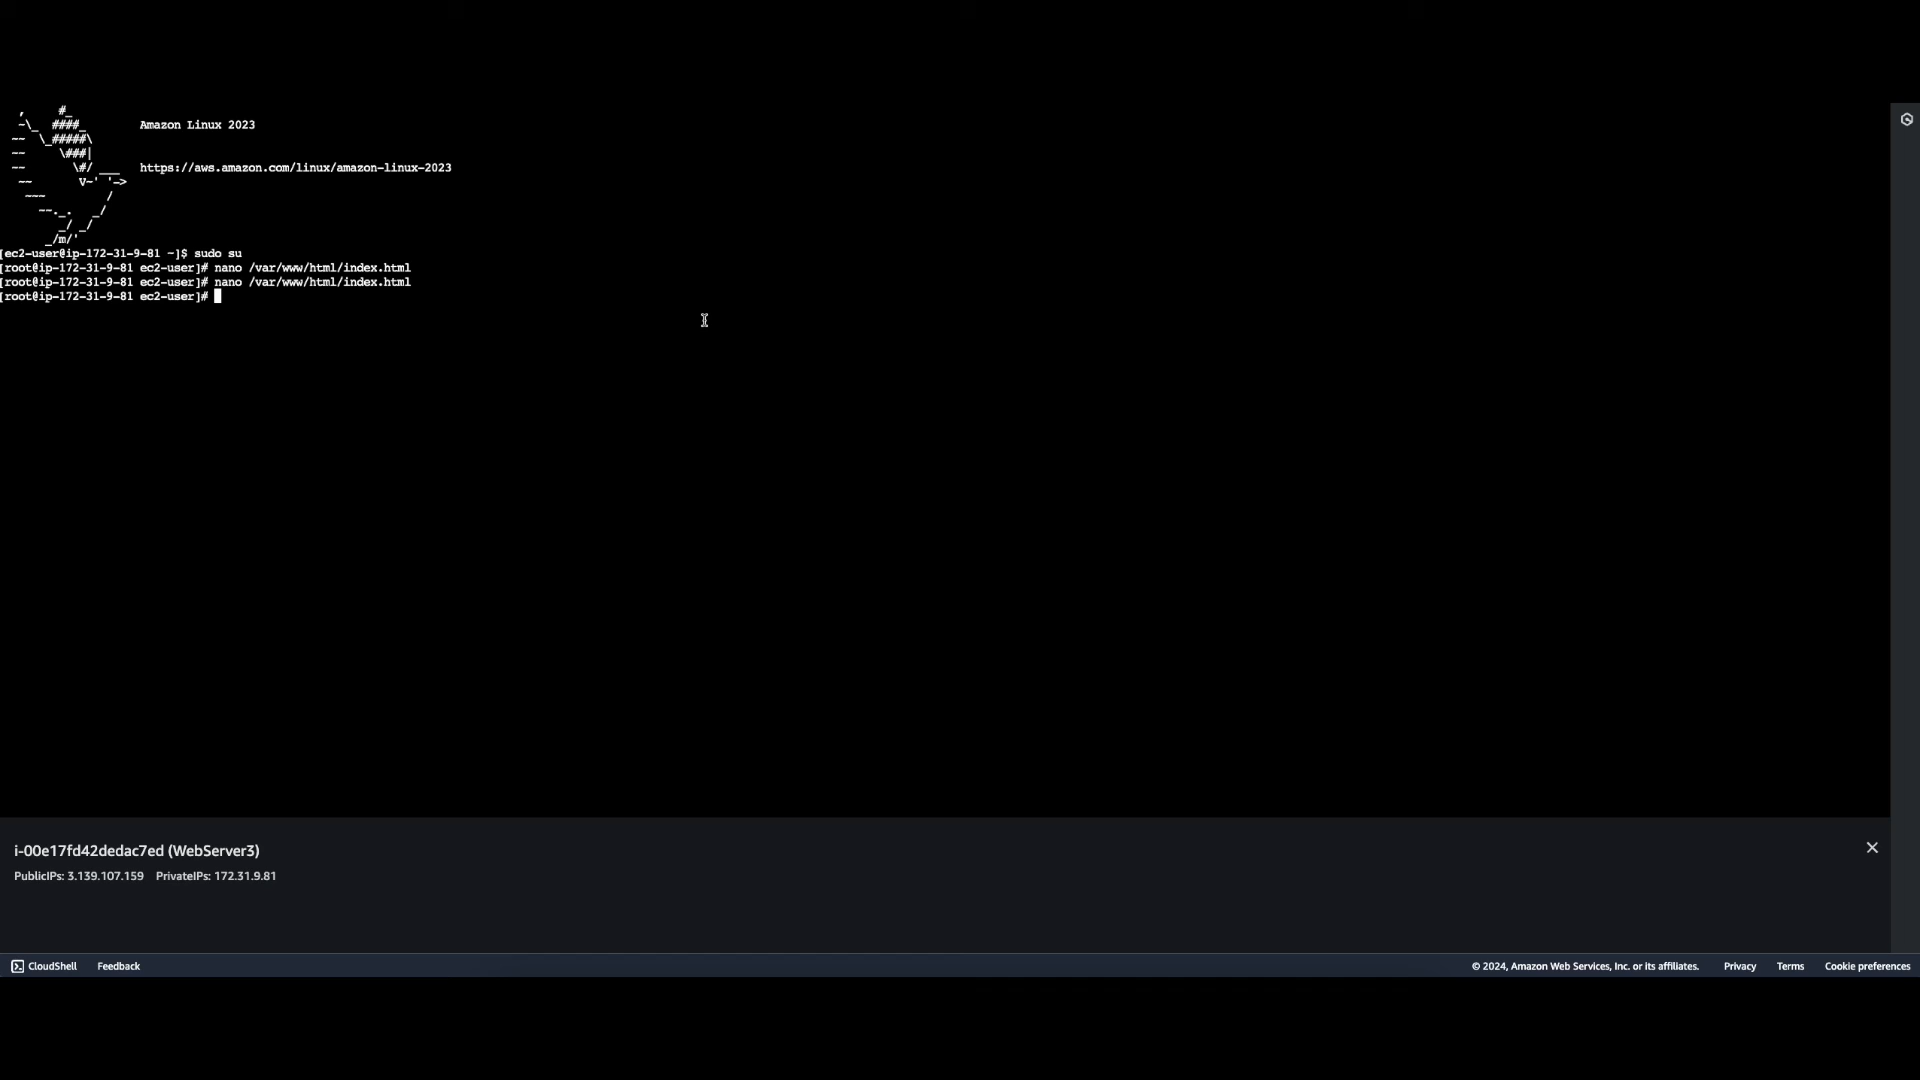 , #_
~\_ ####_ Amazon Linux 2023
~~ \_#####\
~~ \###|
~~ \#/ ___ https://aws.amazon.com/linux/amazon-linux-2023
~~ V~' '->
~~~ /
~~._. _/
_/ _/
_/m/'
[ec2-user@ip-172-31-9-81 ~]$ sudo su
[root@ip-172-31-9-81 ec2-user]# nano /var/www/html/index.html
[root@ip-172-31-9-81 ec2-user]# nano /var/www/html/index.html
[root@ip-172-31-9-81 ec2-user]#
i-00e17fd42dedac7ed (WebServer3)
PublicIPs: 3.139.107.159 PrivateIPs: 172.31.9.81
CloudShell Feedback © 2024, Amazon Web Services, Inc. or its affiliates. Privacy Terms Cookie preferences